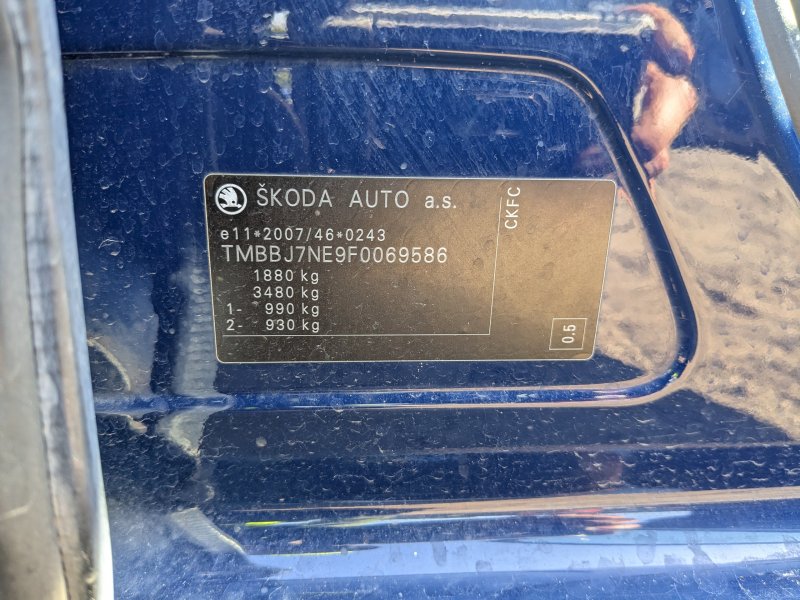 ŠKODA AUTO a.s.
e11*2007/46*0243
TMBBJ7NE9F0069586
1880 kg
3480 kg
1- 990 kg
2- 930 kg
CKFC
0.5